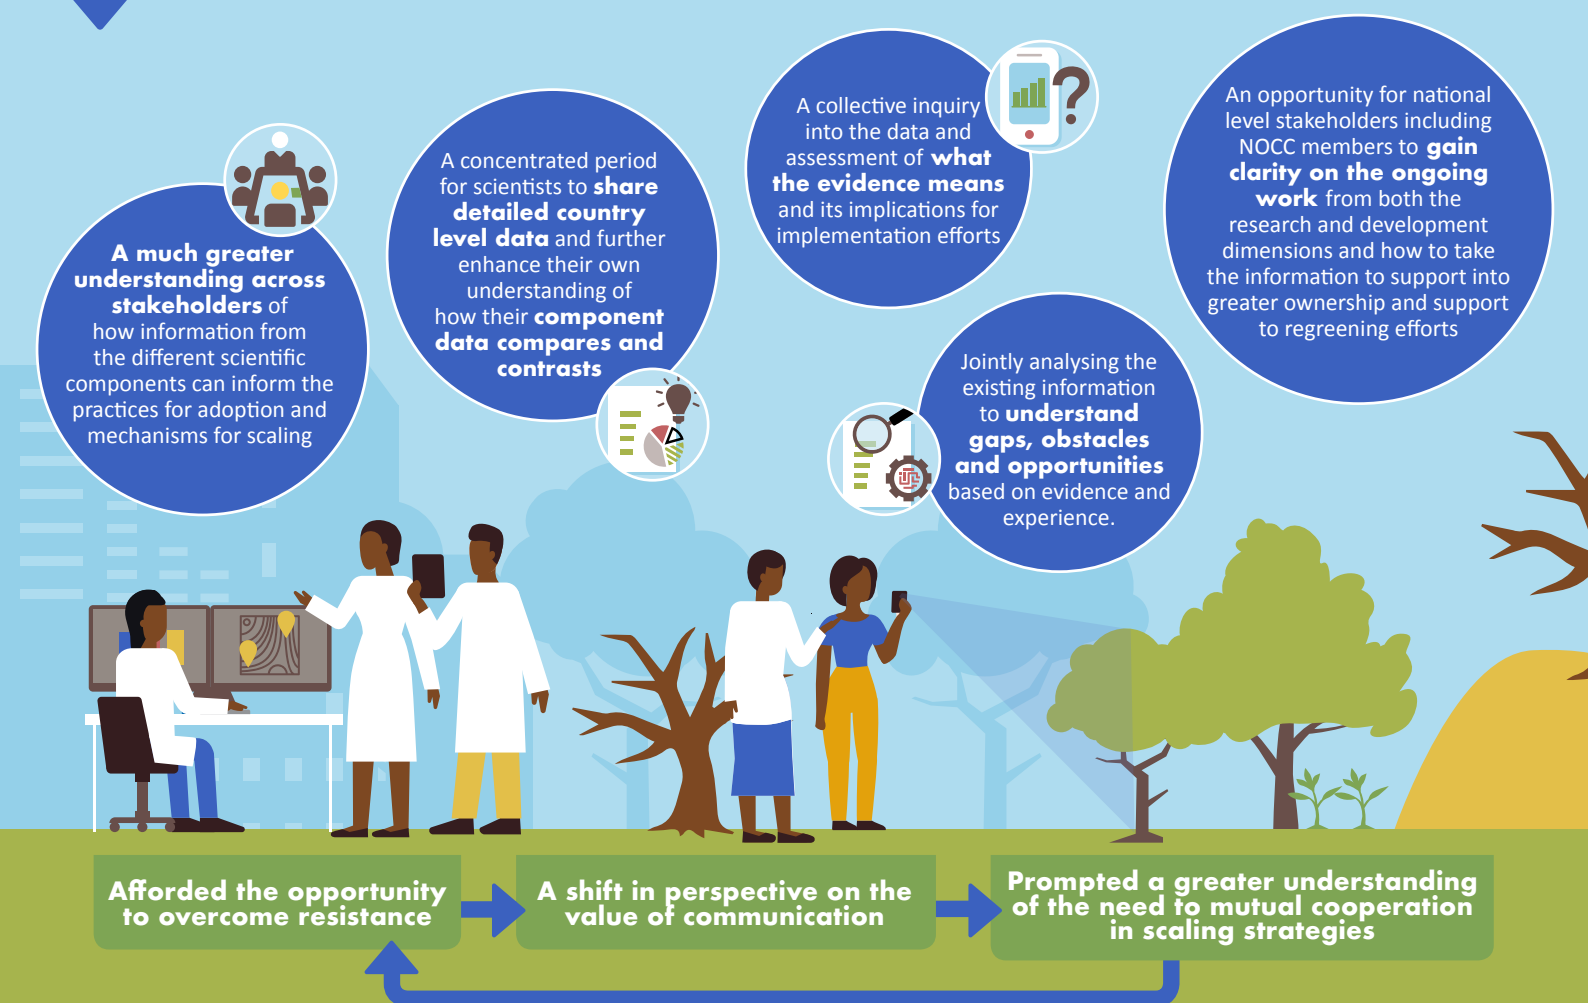 A much greater
understanding across
stakeholders of
how information from
the different scientific
components can inform the
practices for adoption and
mechanisms for scaling
A concentrated period
for scientists to share
detailed country
level data and further
enhance their own
understanding of
how their component
data compares and
contrasts
A collective inquiry
into the data and
assessment of what
the evidence means
and its implications for
implementation efforts
Jointly analysing the
existing information
to understand
gaps, obstacles
and opportunities
based on evidence and
experience.
An opportunity for national
level stakeholders including
NOCC members to gain
clarity on the ongoing
work from both the
research and development
dimensions and how to take
the information to support into
greater ownership and support
to regreening efforts
Afforded the opportunity
to overcome resistance
A shift in perspective on the
value of communication
Prompted a greater understanding
of the need to mutual cooperation
in scaling strategies